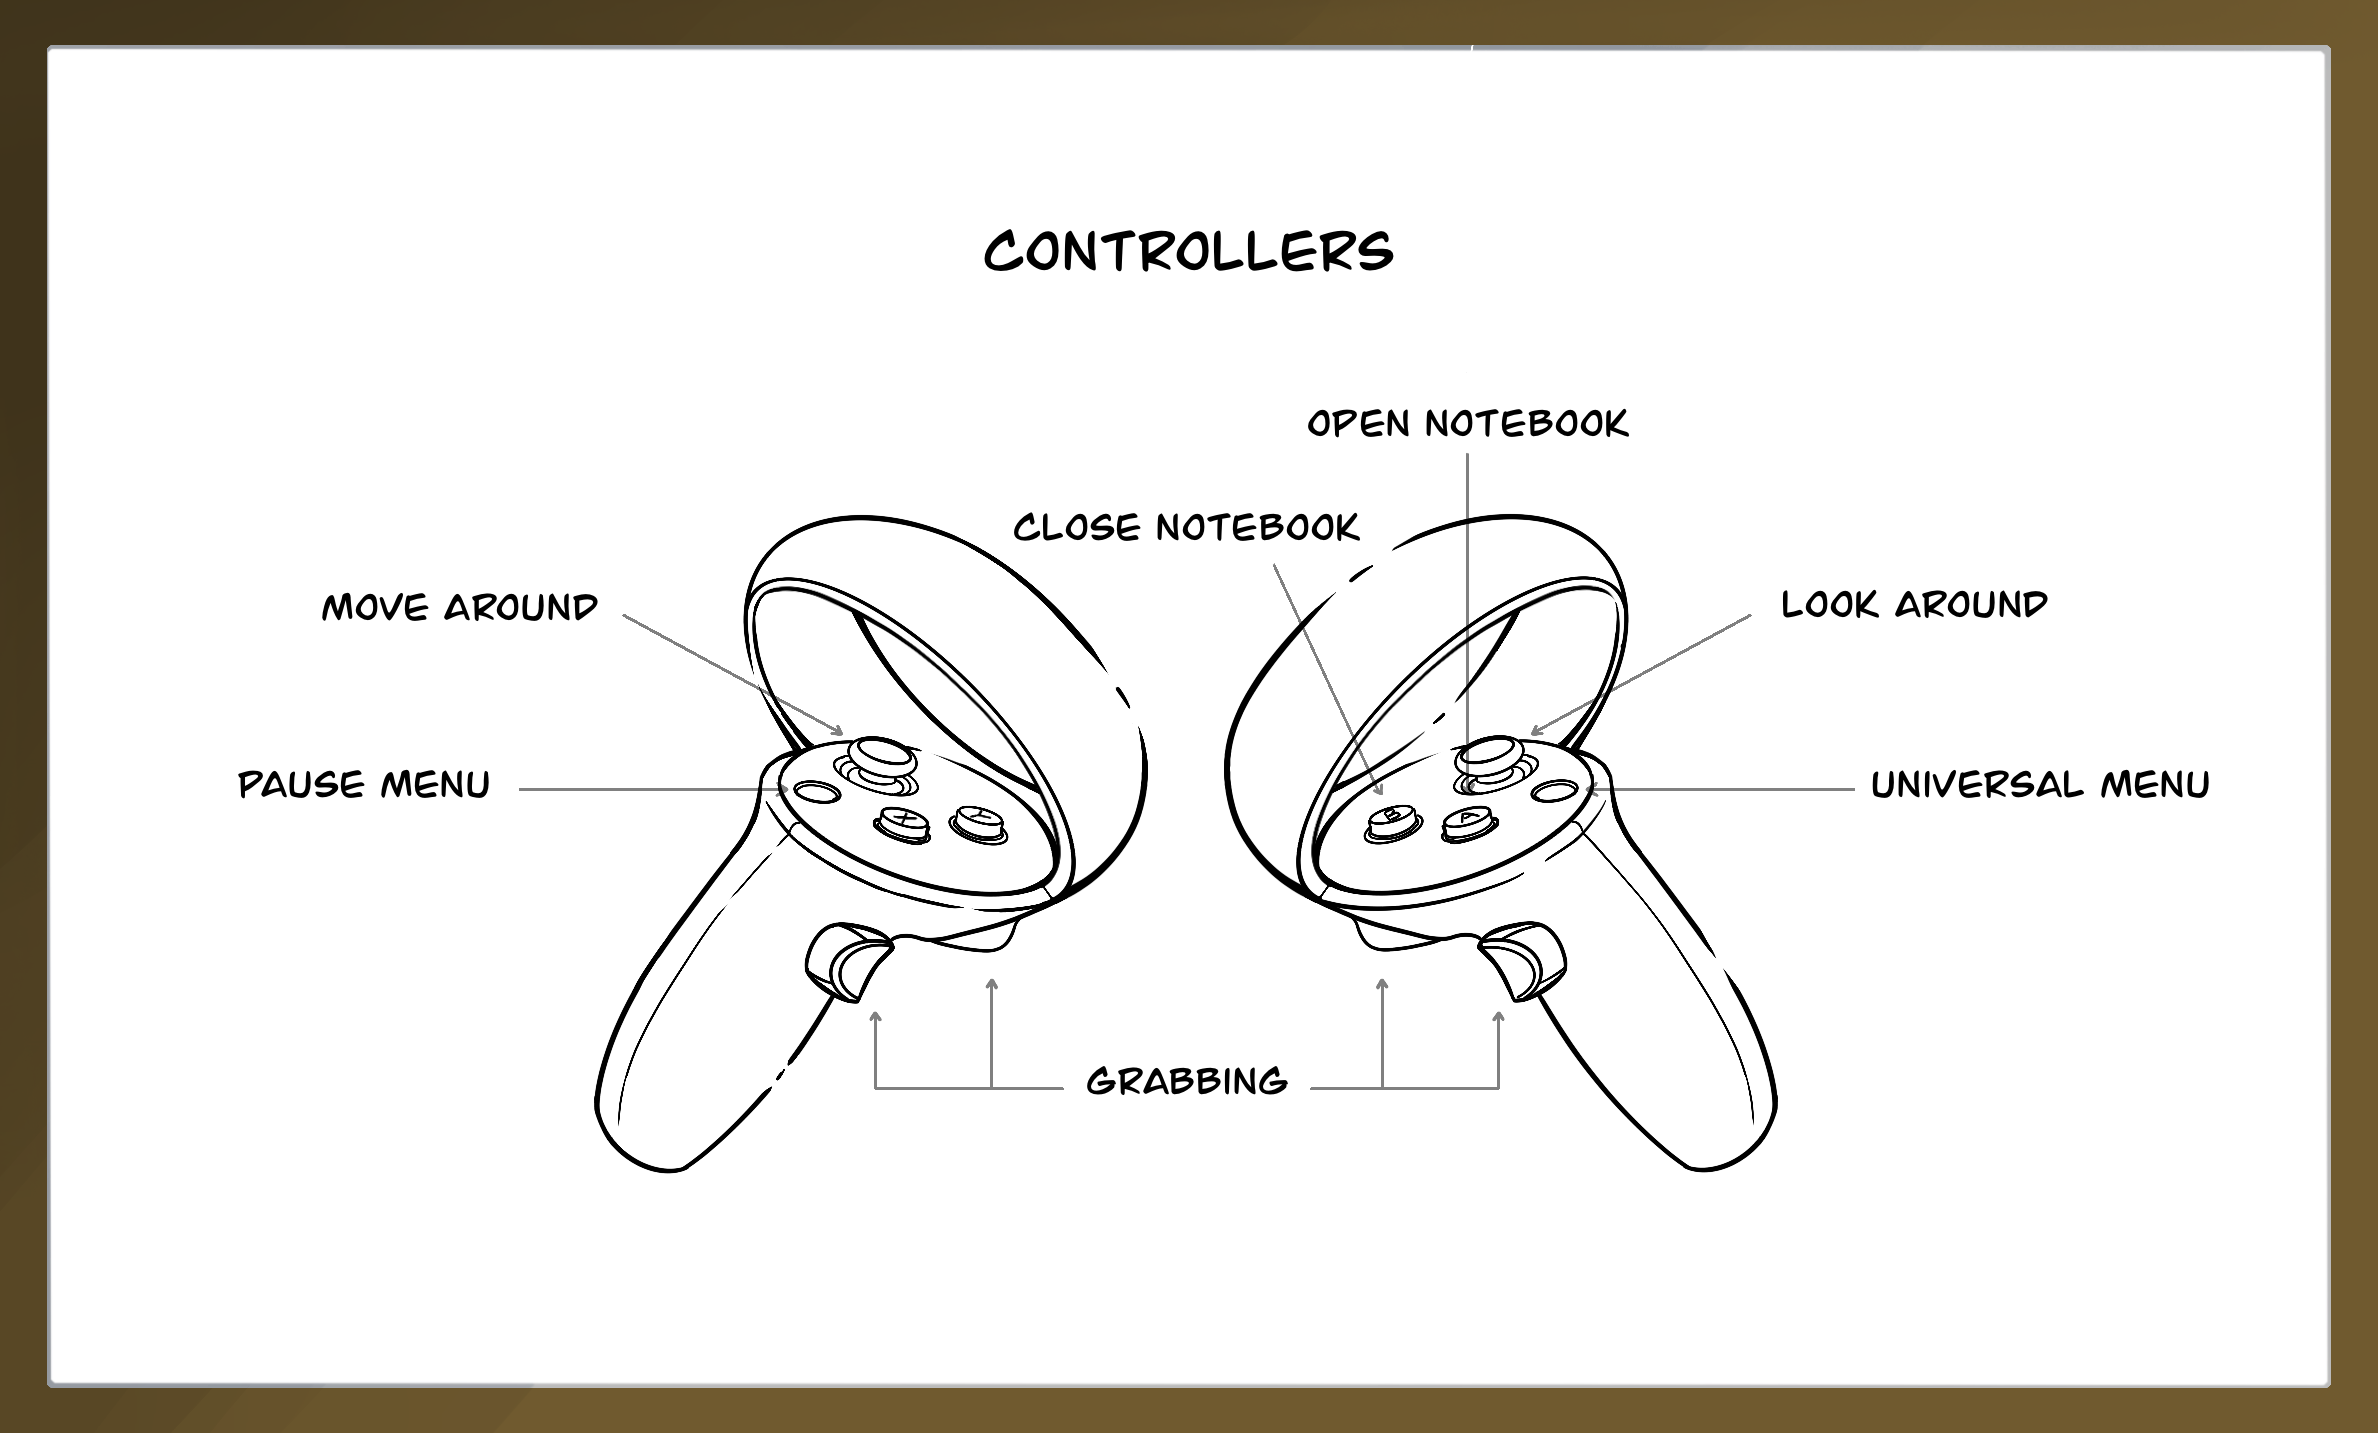 CONTROLLERS
OPEN NOTEBOOK
CLOSE NOTEBOOK
MOVE AROUND
LOOK AROUND
PAUSE MENU
UNIVERSAL MENU
X
Y
B
A
GRABBING